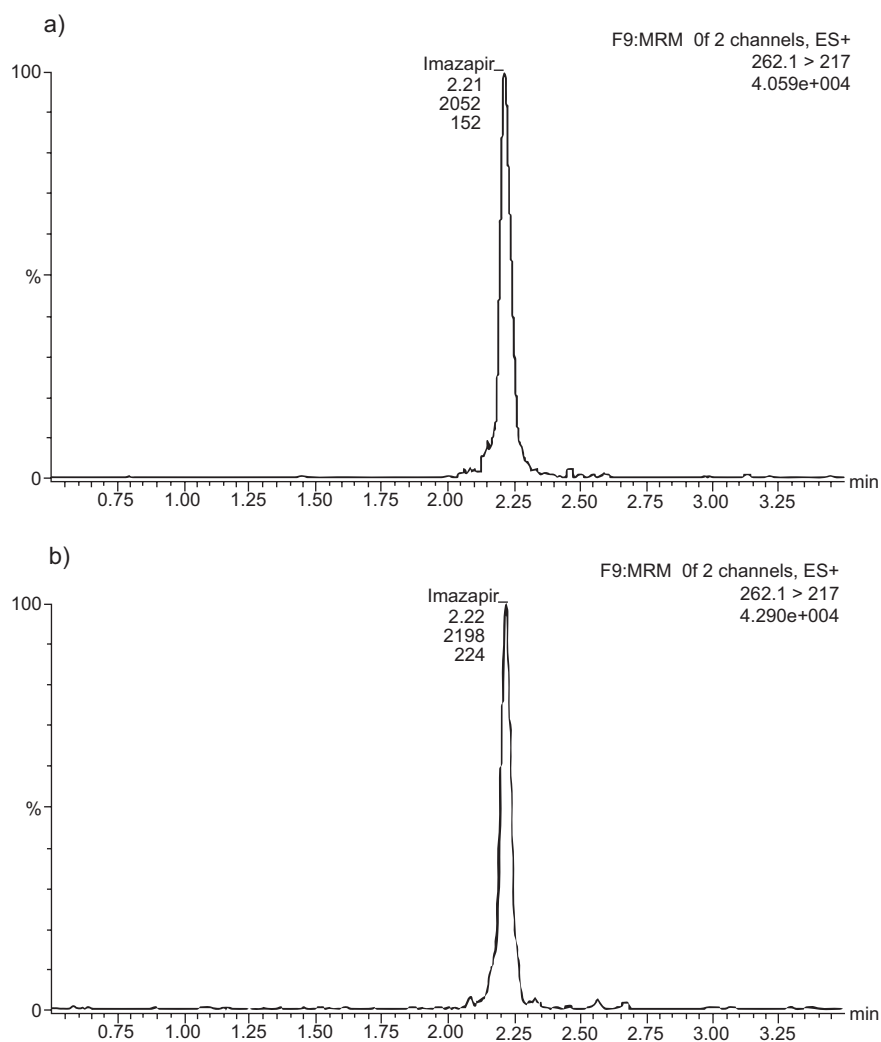 a)
F9:MRM 0f 2 channels, ES+
262.1 > 217
4.059e+004
Imazapir
2.21
2052
152
100
%
0
0.75 1.00 1.25 1.50 1.75 2.00 2.25 2.50 2.75 3.00 3.25 min
b)
F9:MRM 0f 2 channels, ES+
262.1 > 217
4.290e+004
Imazapir
2.22
2198
224
100
%
0
0.75 1.00 1.25 1.50 1.75 2.00 2.25 2.50 2.75 3.00 3.25 min